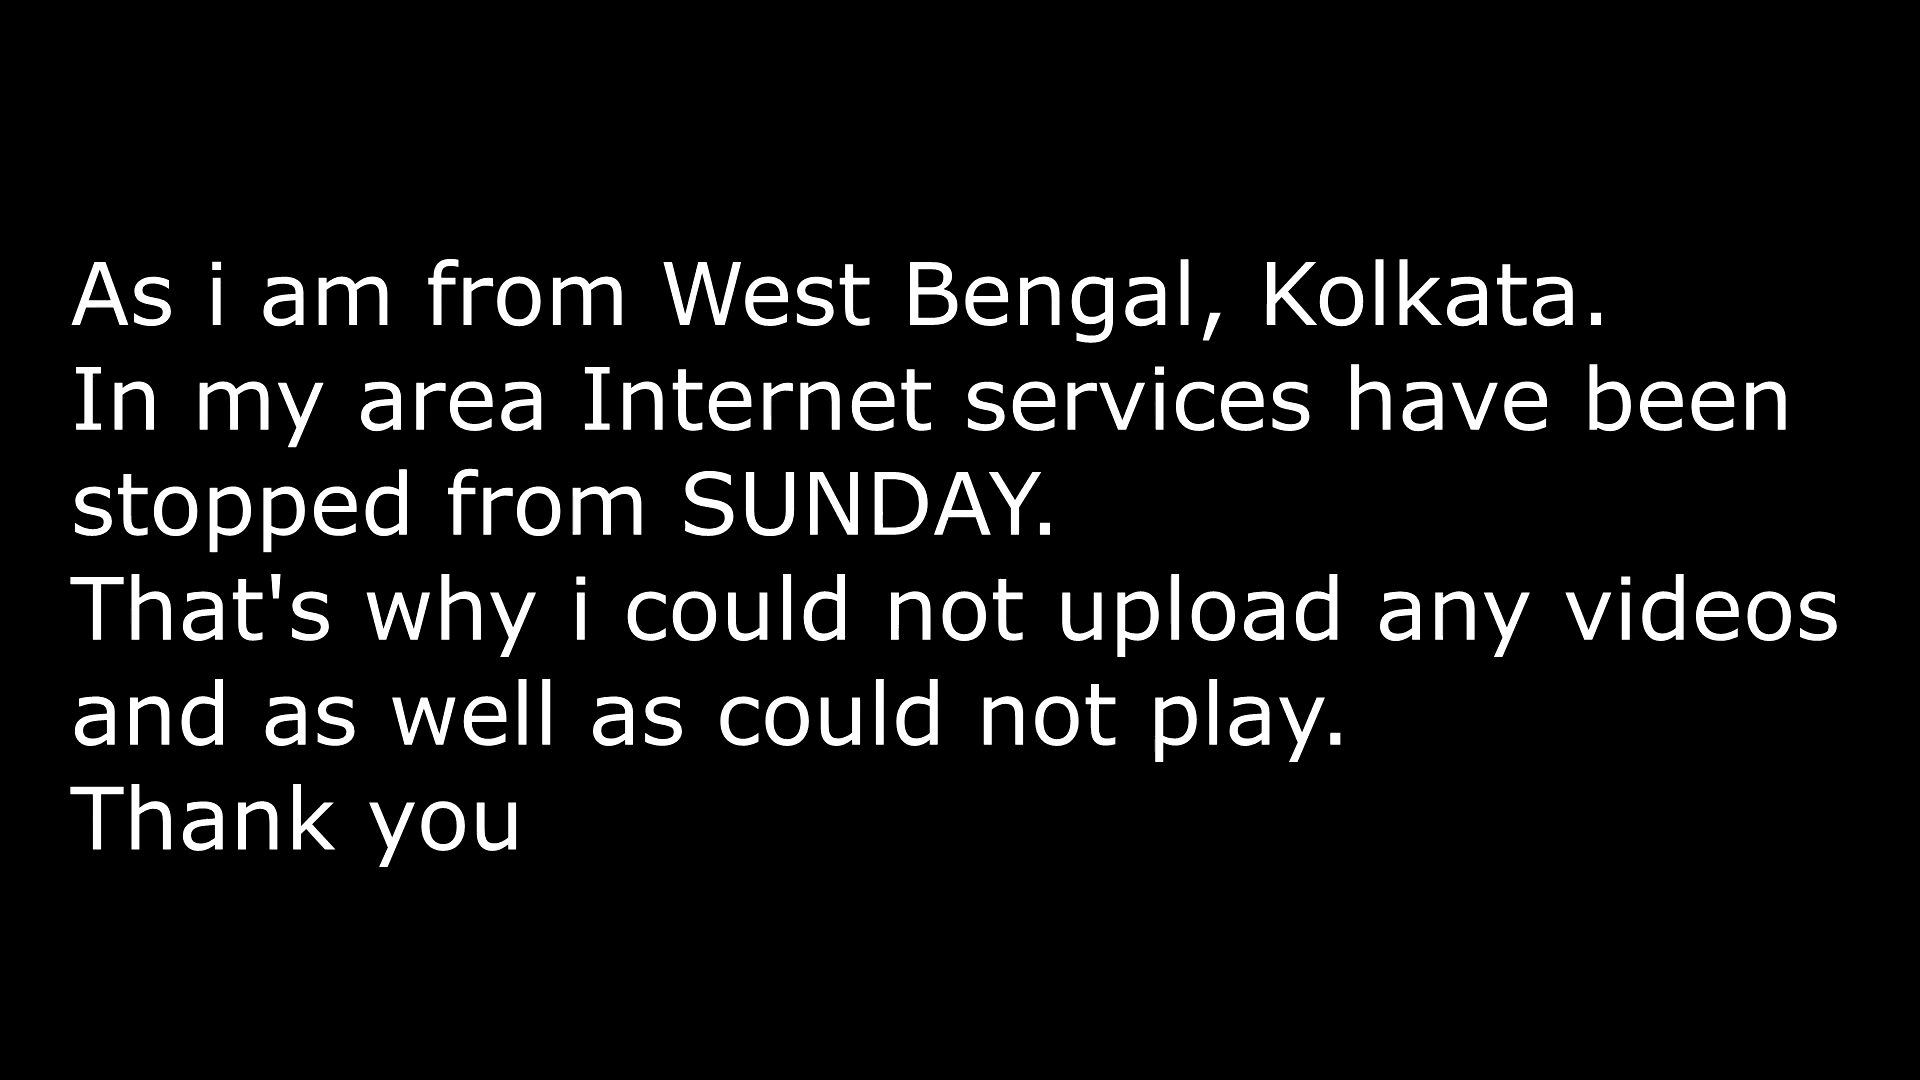 As i am from West Bengal, Kolkata.
In my area Internet services have been
stopped from SUNDAY.
That's why i could not upload any videos
and as well as could not play.
Thank you